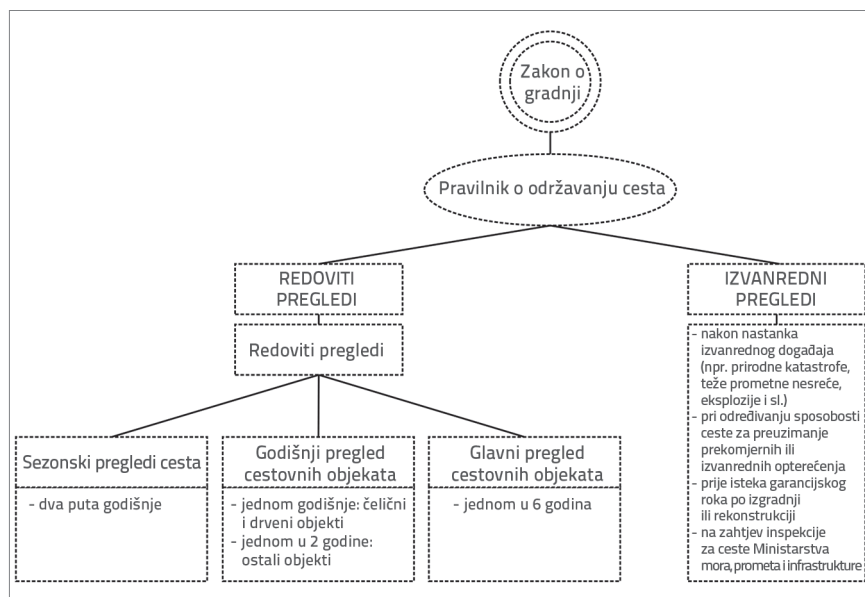 Zakon o
gradnji
Pravilnik o održavanju cesta
REDOVITI
PREGLEDI
Redoviti pregledi
IZVANREDNI
PREGLEDI
- nakon nastanka
izvanrednog događaja
(npr. prirodne katastrofe,
teže prometne nesreće,
eksplozije i sl.)
- pri određivanju sposobosti
ceste za preuzimanje
prekomjernih ili
izvanrednih opterećenja
- prije isteka garancijskog
roka po izgradnji
ili rekonstrukciji
- na zahtjev inspekcije
za ceste Ministarstva
mora, prometa i infrastrukture
Sezonski pregledi cesta
- dva puta godišnje
Godišnji pregled
cestovnih objekata
- jednom godišnje: čelični
i drveni objekti
- jednom u 2 godine:
ostali objekti
Glavni pregled
cestovnih objekata
- jednom u 6 godina